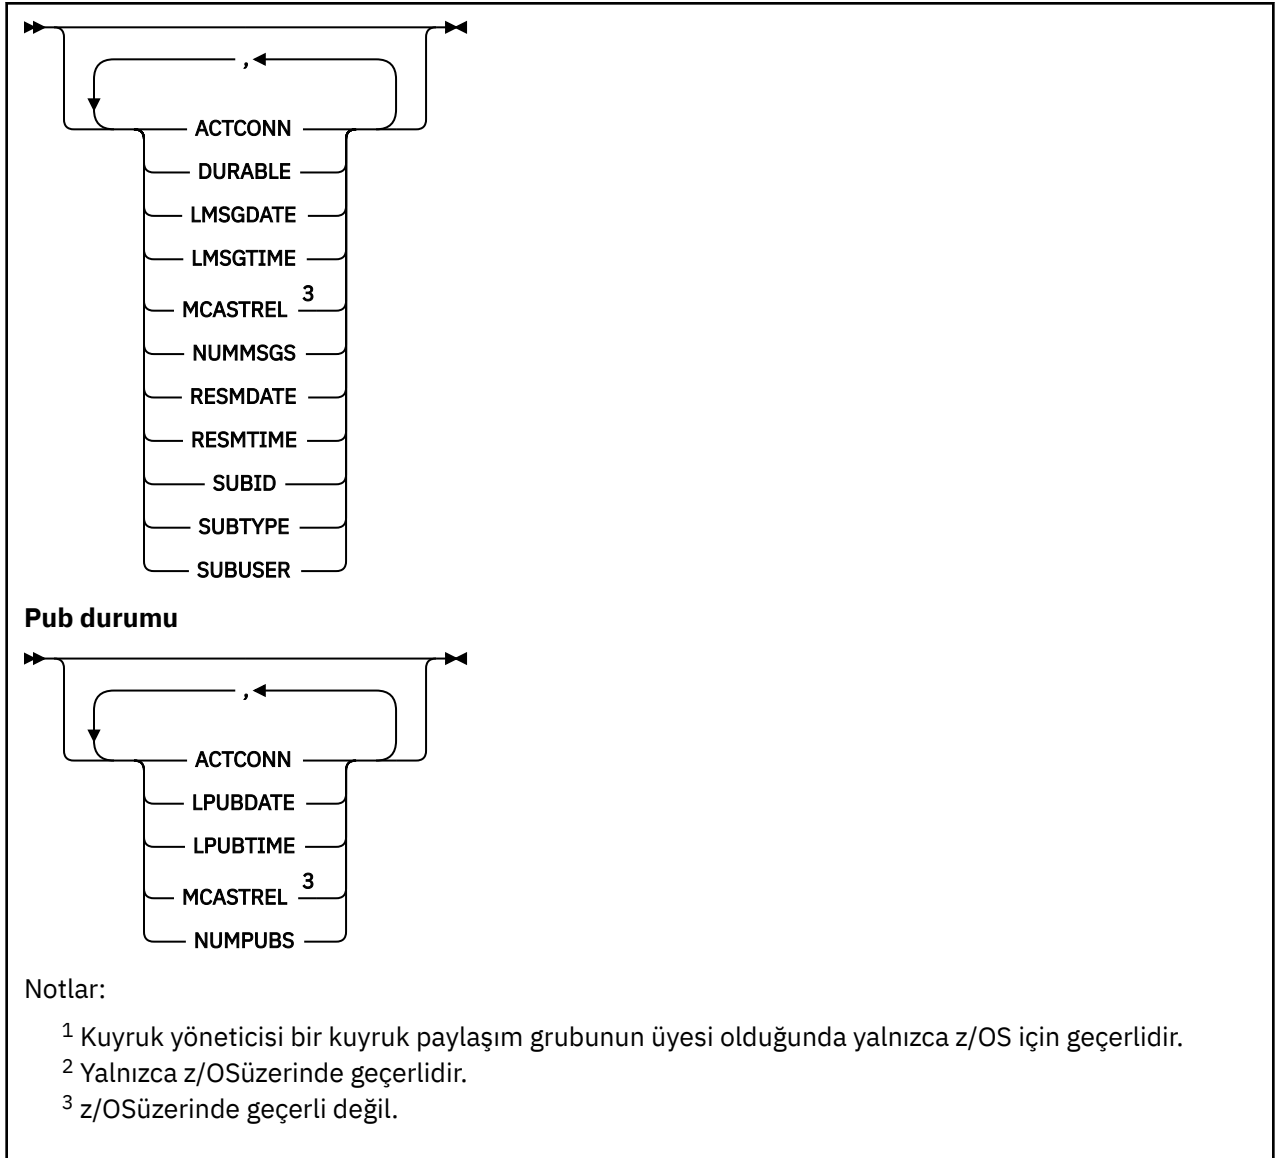 ,
ACTCONN
DURABLE
LMSGDATE
LMSGTIME
MCASTREL 3
NUMMSGS
RESMDATE
RESMTIME
SUBID
SUBTYPE
SUBUSER
Pub durumu
,
ACTCONN
LPUBDATE
LPUBTIME
MCASTREL 3
NUMPUBS
Notlar:
1 Kuyruk yöneticisi bir kuyruk paylaşım grubunun üyesi olduğunda yalnızca z/OS için geçerlidir.
2 Yalnızca z/OSüzerinde geçerlidir.
3 z/OSüzerinde geçerli değil.